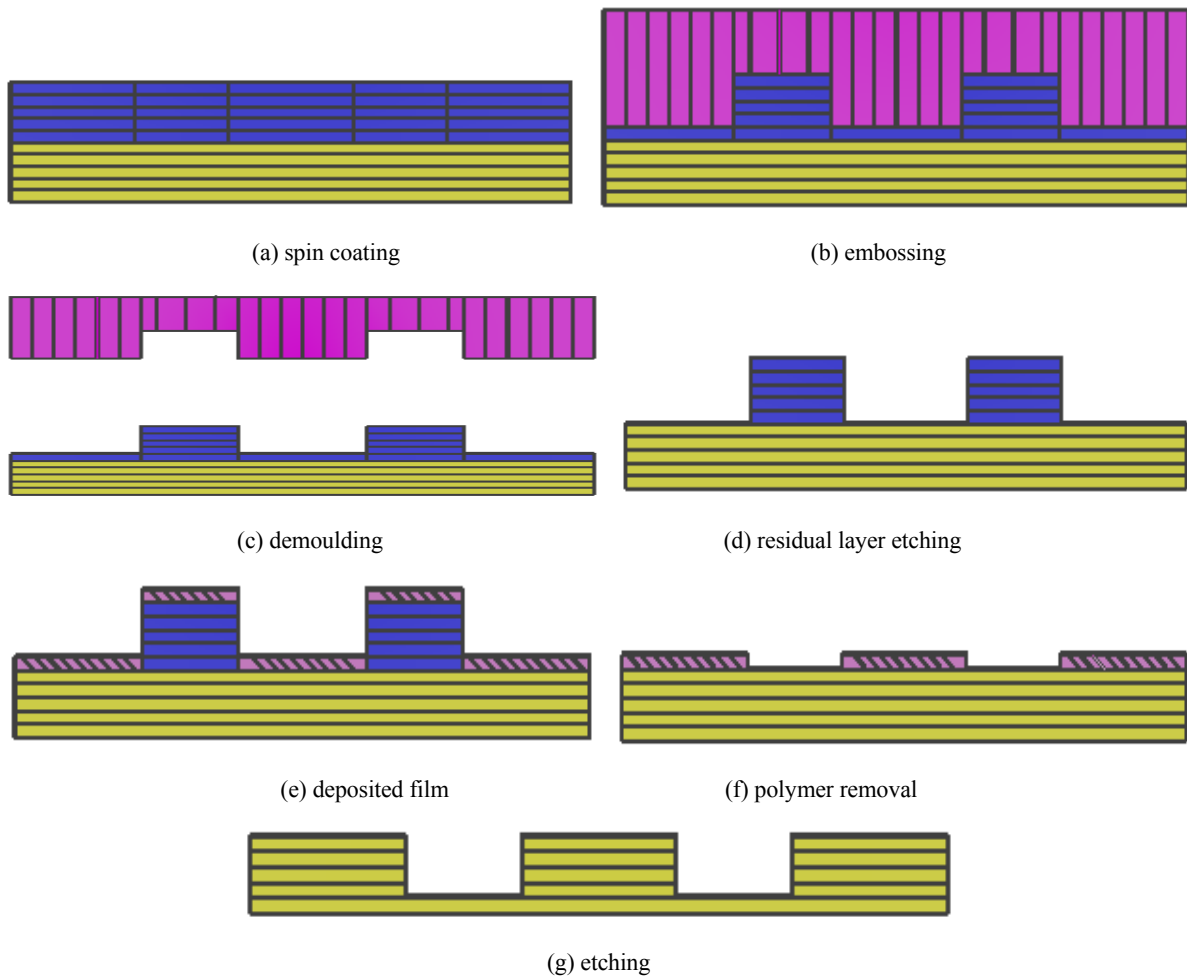 (a) spin coating
(b) embossing
(c) demoulding
(d) residual layer etching
(e) deposited film
(f) polymer removal
(g) etching